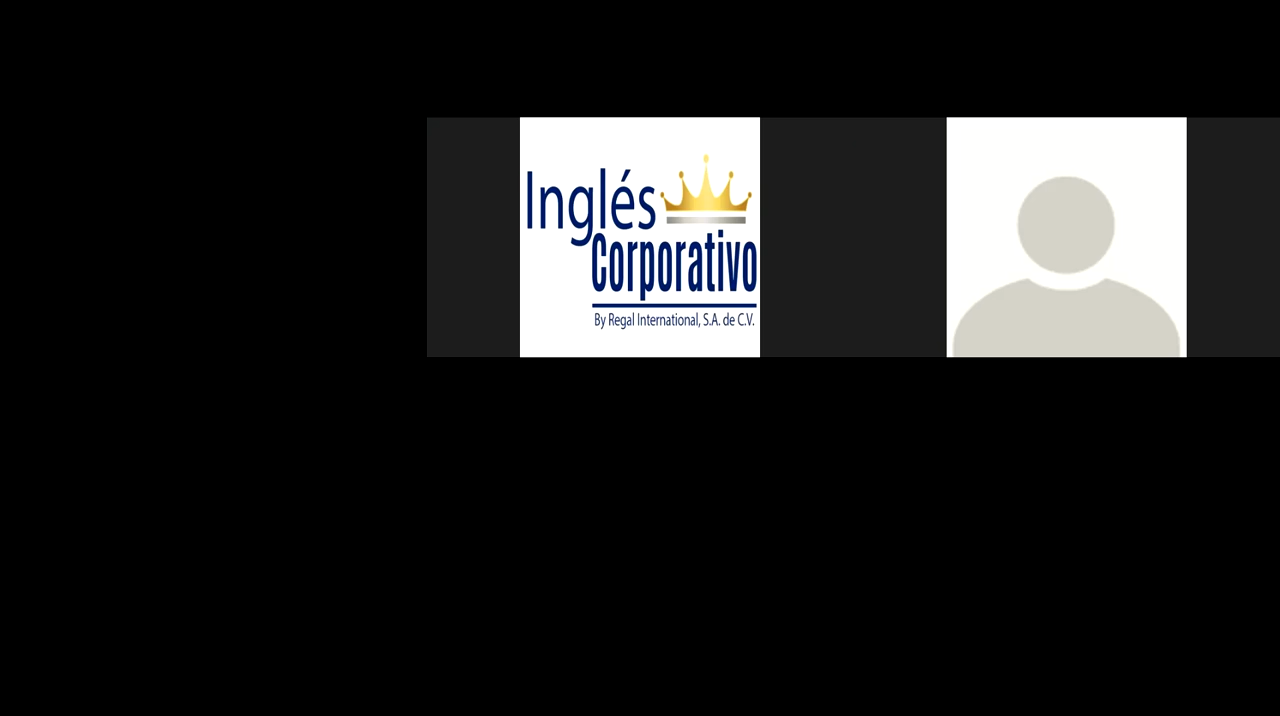 Inglés
Corporativo
By Regal International, S.A. de C.V.